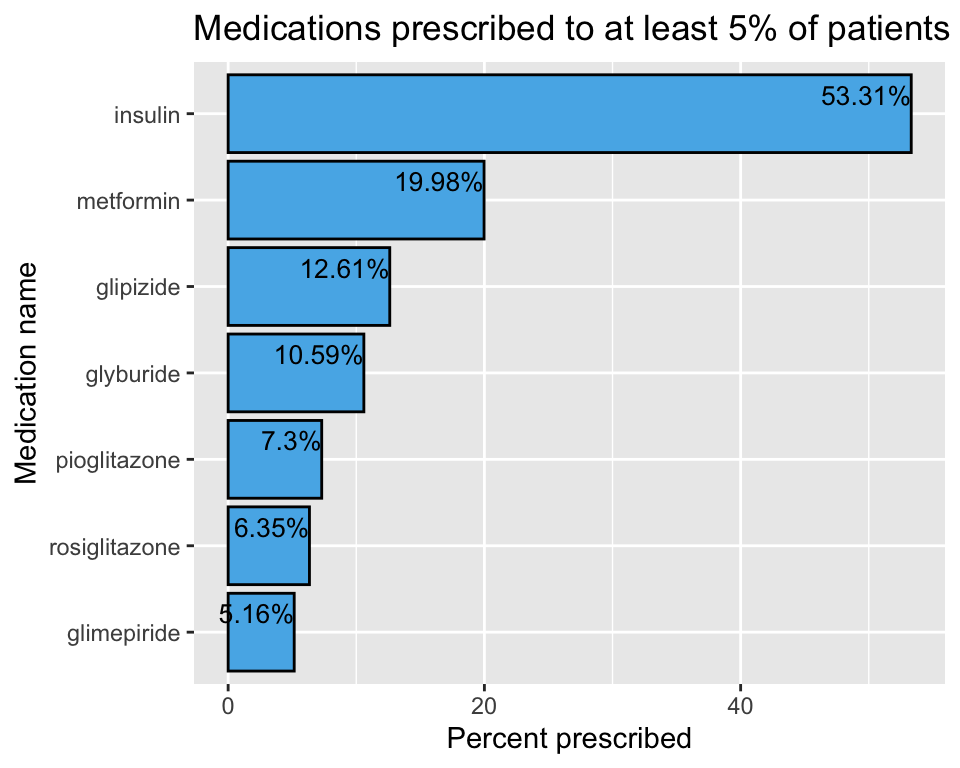 Medications prescribed to at least 5% of patients
Medication name
insulin
53.31%
metformin
19.98%
glipizide
12.61%
glyburide
10.59%
pioglitazone
7.3%
rosiglitazone
6.35%
glimepiride
5.16%
0 20 40
Percent prescribed